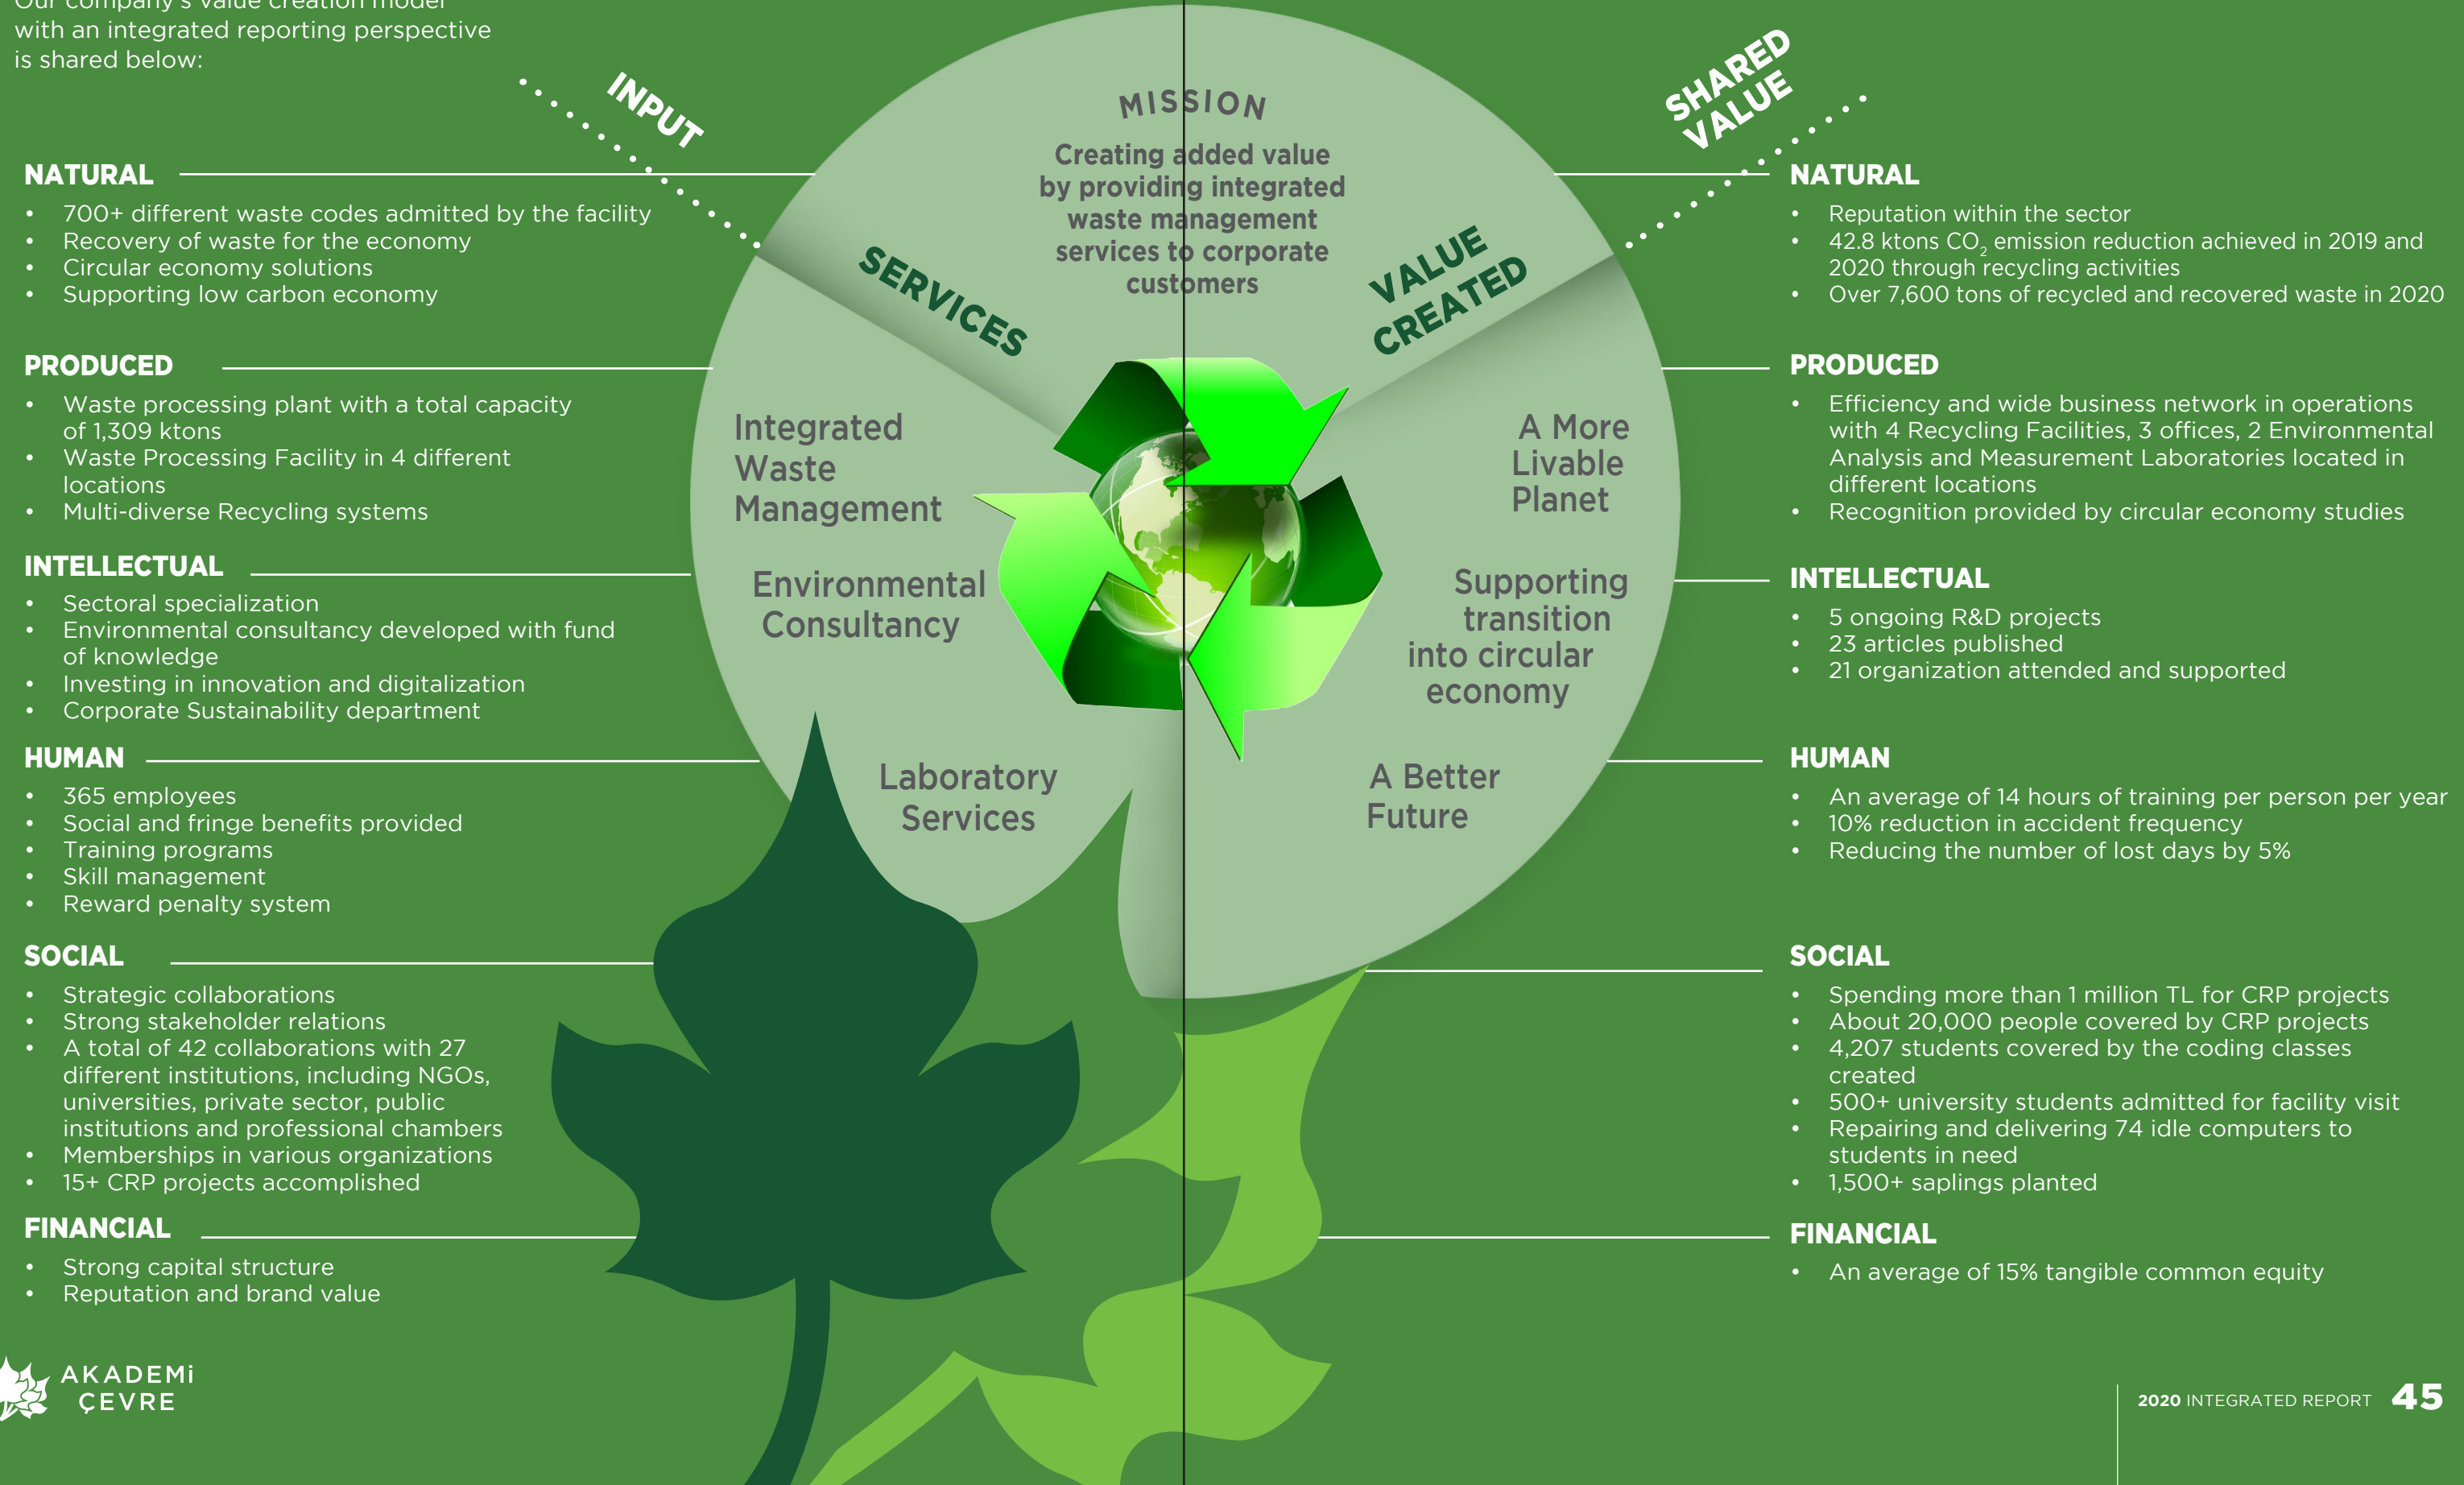 Our company's value creation model
with an integrated reporting perspective
is shared below:
INPUT
NATURAL
• 700+ different waste codes admitted by the facility
• Recovery of waste for the economy
• Circular economy solutions
• Supporting low carbon economy
PRODUCED
• Waste processing plant with a total capacity
of 1,309 ktons
• Waste Processing Facility in 4 different
locations
• Multi-diverse Recycling systems
INTELLECTUAL
• Sectoral specialization
• Environmental consultancy developed with fund
of knowledge
• Investing in innovation and digitalization
• Corporate Sustainability department
HUMAN
• 365 employees
• Social and fringe benefits provided
• Training programs
• Skill management
• Reward penalty system
SOCIAL
• Strategic collaborations
• Strong stakeholder relations
• A total of 42 collaborations with 27
different institutions, including NGOs,
universities, private sector, public
institutions and professional chambers
• Memberships in various organizations
• 15+ CRP projects accomplished
FINANCIAL
• Strong capital structure
• Reputation and brand value
MISSION
Creating added value
by providing integrated
waste management
services to corporate
customers
SERVICES
Integrated
Waste
Management
Environmental
Consultancy
Laboratory
Services
VALUE
CREATED
A More
Livable
Planet
Supporting
transition
into circular
economy
A Better
Future
SHARED
VALUE
NATURAL
• Reputation within the sector
• 42.8 ktons CO₂ emission reduction achieved in 2019 and
2020 through recycling activities
• Over 7,600 tons of recycled and recovered waste in 2020
PRODUCED
• Efficiency and wide business network in operations
with 4 Recycling Facilities, 3 offices, 2 Environmental
Analysis and Measurement Laboratories located in
different locations
• Recognition provided by circular economy studies
INTELLECTUAL
• 5 ongoing R&D projects
• 23 articles published
• 21 organization attended and supported
HUMAN
• An average of 14 hours of training per person per year
• 10% reduction in accident frequency
• Reducing the number of lost days by 5%
SOCIAL
• Spending more than 1 million TL for CRP projects
• About 20,000 people covered by CRP projects
• 4,207 students covered by the coding classes
created
• 500+ university students admitted for facility visit
• Repairing and delivering 74 idle computers to
students in need
• 1,500+ saplings planted
FINANCIAL
• An average of 15% tangible common equity
AKADEMi
ÇEVRE
2020 INTEGRATED REPORT 45